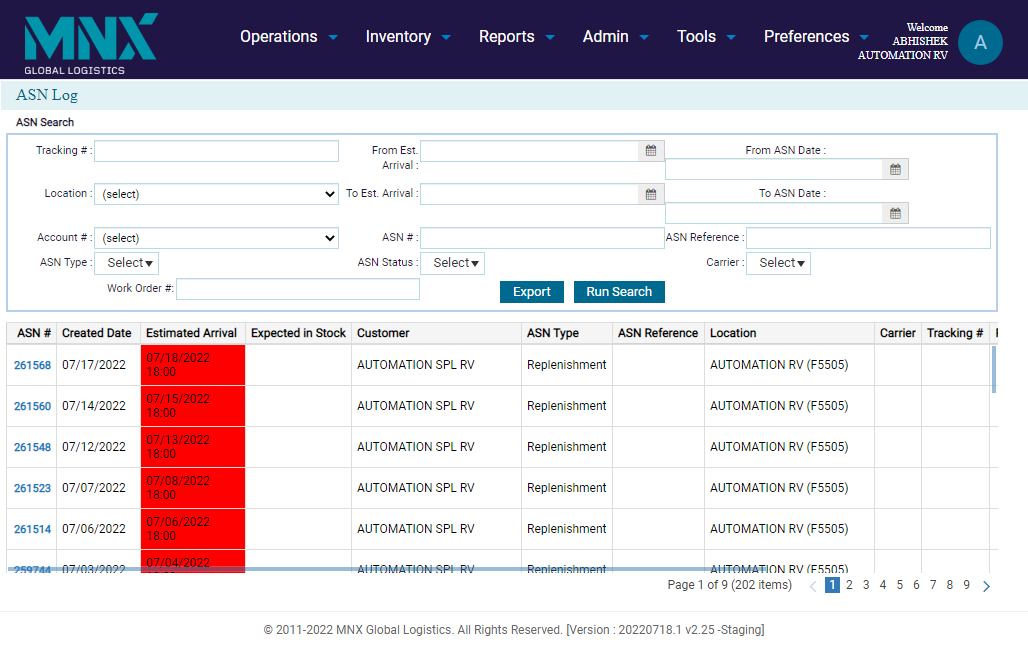 MNX
GLOBAL LOGISTICS
Operations Inventory Reports Admin Tools Preferences
Welcome
ABHISHEK
AUTOMATION RV
A
ASN Log
ASN Search
Tracking # :
From Est.
Arrival :
From ASN Date :
Location : (select)
To Est. Arrival :
To ASN Date :
Account # : (select)
ASN # :
ASN Reference :
ASN Type : Select
ASN Status : Select
Carrier : Select
Work Order #:
Export Run Search
ASN # Created Date Estimated Arrival Expected in Stock Customer ASN Type ASN Reference Location Carrier Tracking #
261568 07/17/2022 07/18/2022 18:00 AUTOMATION SPL RV Replenishment AUTOMATION RV (F5505)
261560 07/14/2022 07/15/2022 18:00 AUTOMATION SPL RV Replenishment AUTOMATION RV (F5505)
261548 07/12/2022 07/13/2022 18:00 AUTOMATION SPL RV Replenishment AUTOMATION RV (F5505)
261523 07/07/2022 07/08/2022 18:00 AUTOMATION SPL RV Replenishment AUTOMATION RV (F5505)
261514 07/06/2022 07/06/2022 18:00 AUTOMATION SPL RV Replenishment AUTOMATION RV (F5505)
259744 07/03/2022 07/04/2022 AUTOMATION SPL RV Replenishment AUTOMATION RV (F5505)
Page 1 of 9 (202 items) 1 2 3 4 5 6 7 8 9
© 2011-2022 MNX Global Logistics. All Rights Reserved. [Version : 20220718.1 v2.25 -Staging]